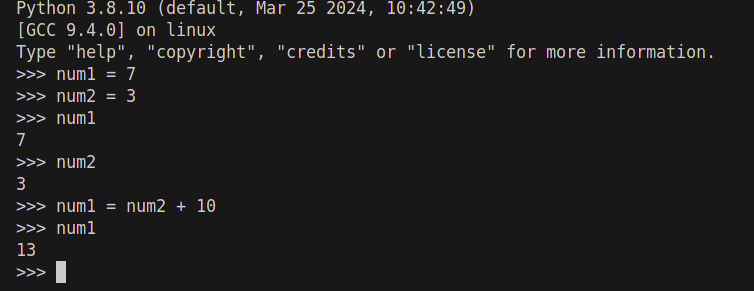 Python 3.8.10 (default, Mar 25 2024, 10:42:49)
[GCC 9.4.0] on linux
Type "help", "copyright", "credits" or "license" for more information.
>>> num1 = 7
>>> num2 = 3
>>> num1
7
>>> num2
3
>>> num1 = num2 + 10
>>> num1
13
>>>